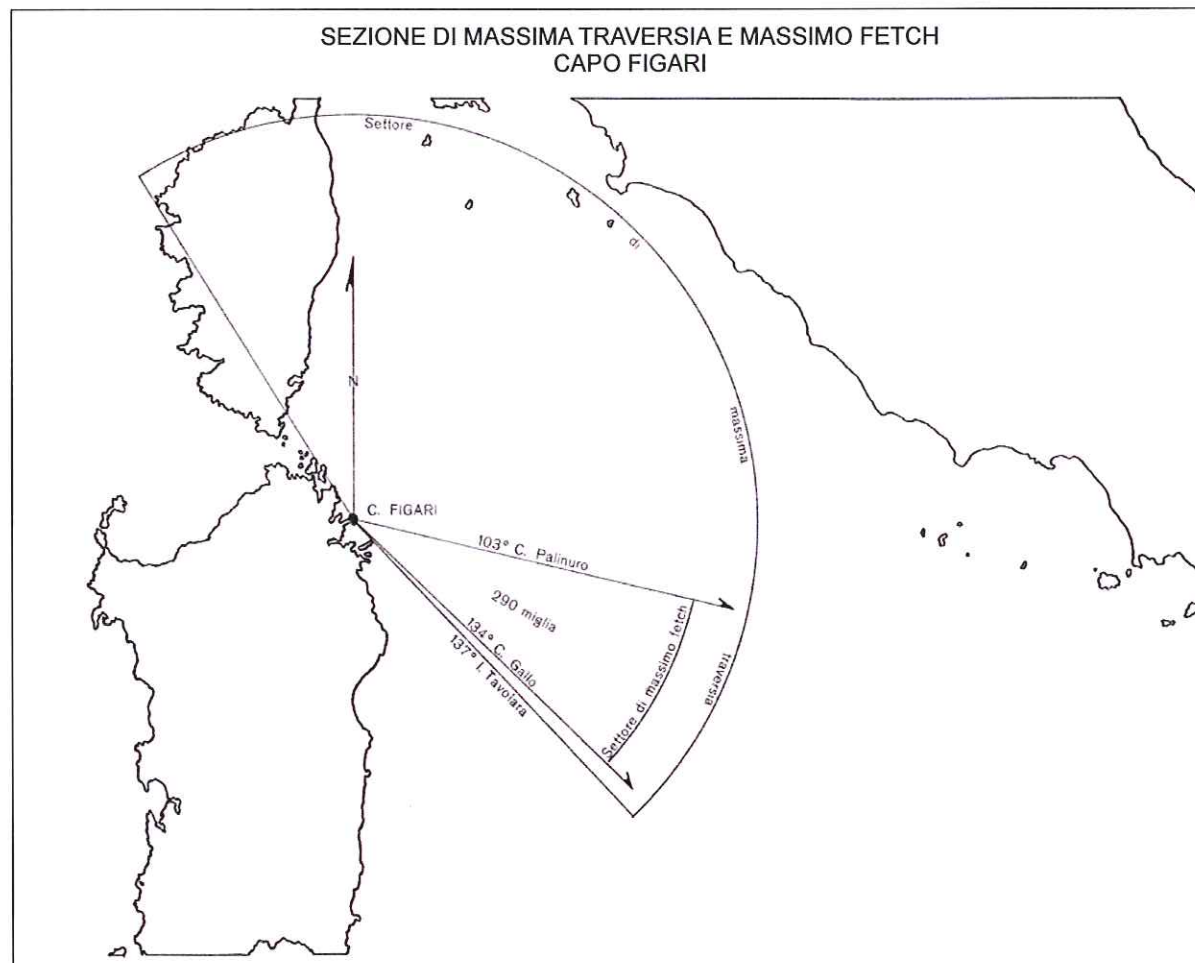 SEZIONE DI MASSIMA TRAVERSIA E MASSIMO FETCH
CAPO FIGARI
Settore
di
massima
traversia
N
C. FIGARI
103° C. Palinuro
290 miglia
134° C. Gallo
137° I. Tavolara
Settore di massimo fetch